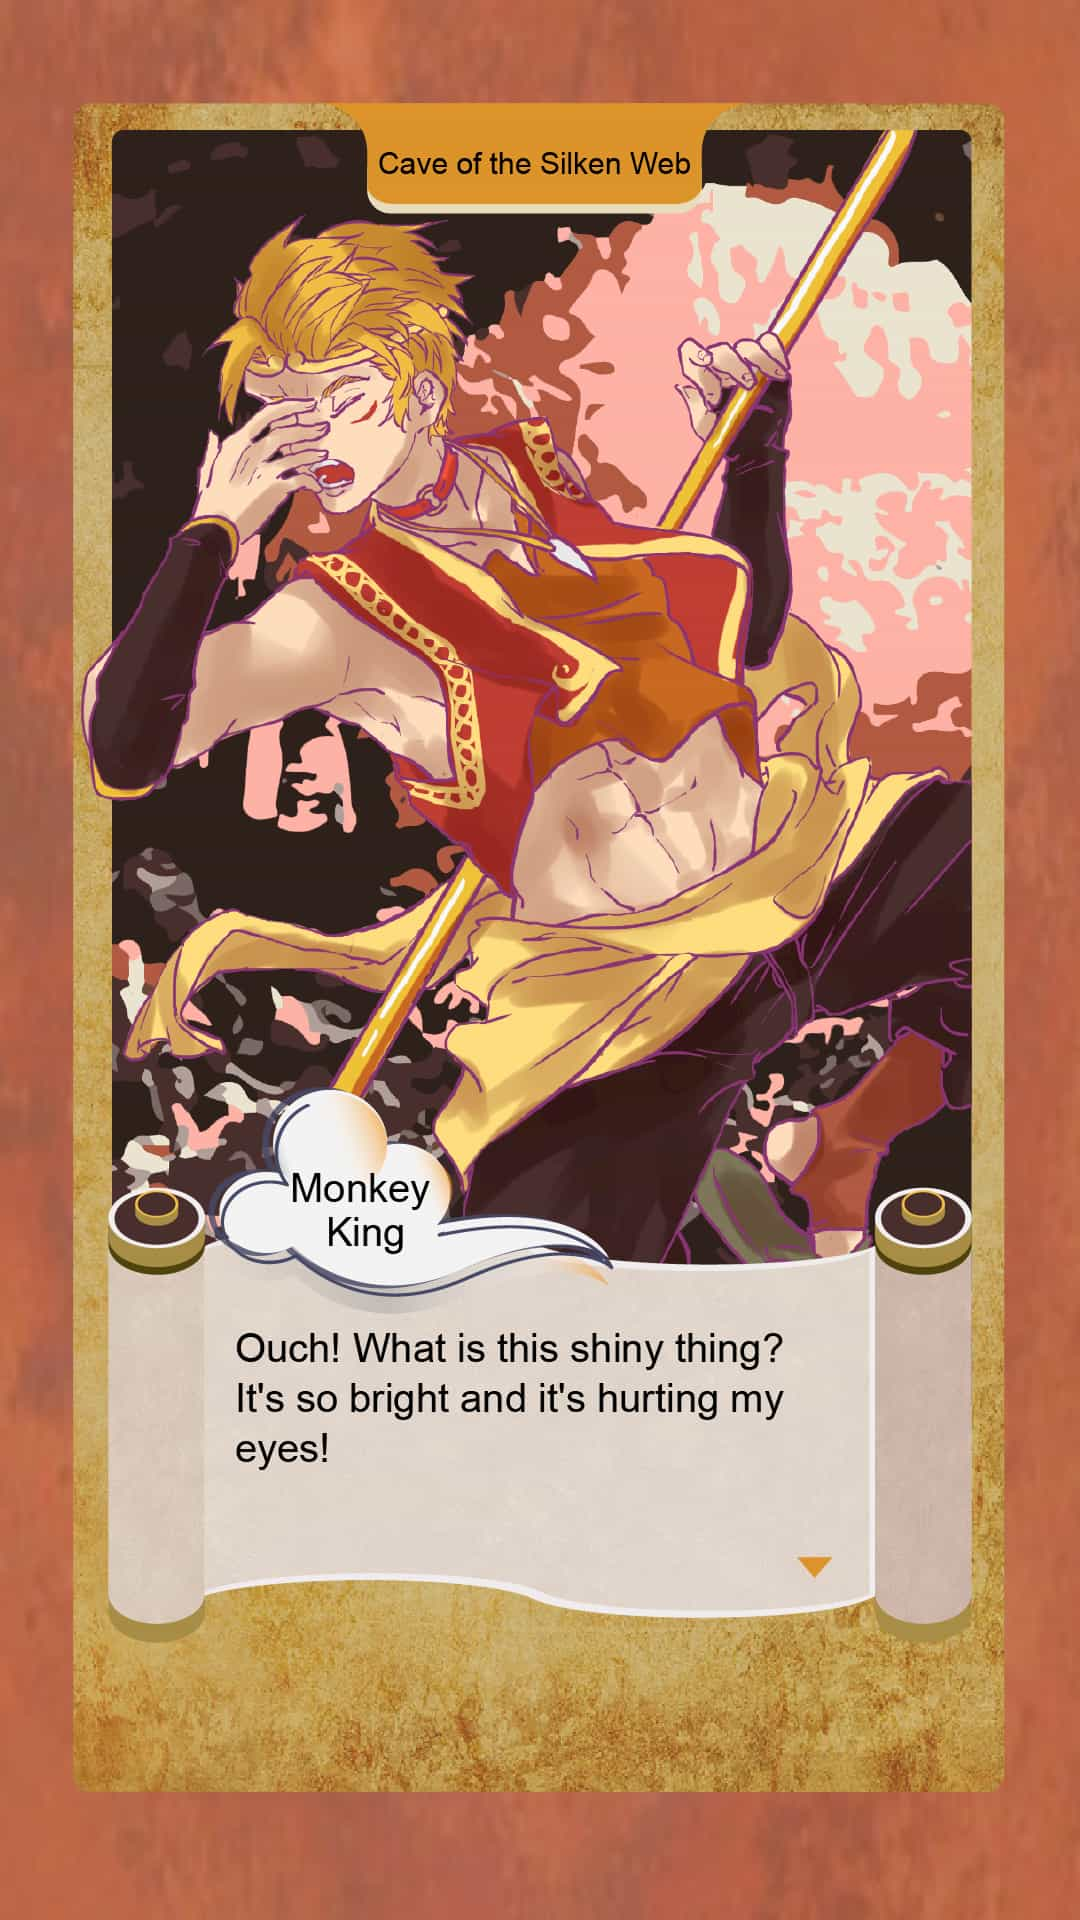 Cave of the Silken Web
Monkey
King
Ouch! What is this shiny thing?
It's so bright and it's hurting my
eyes!